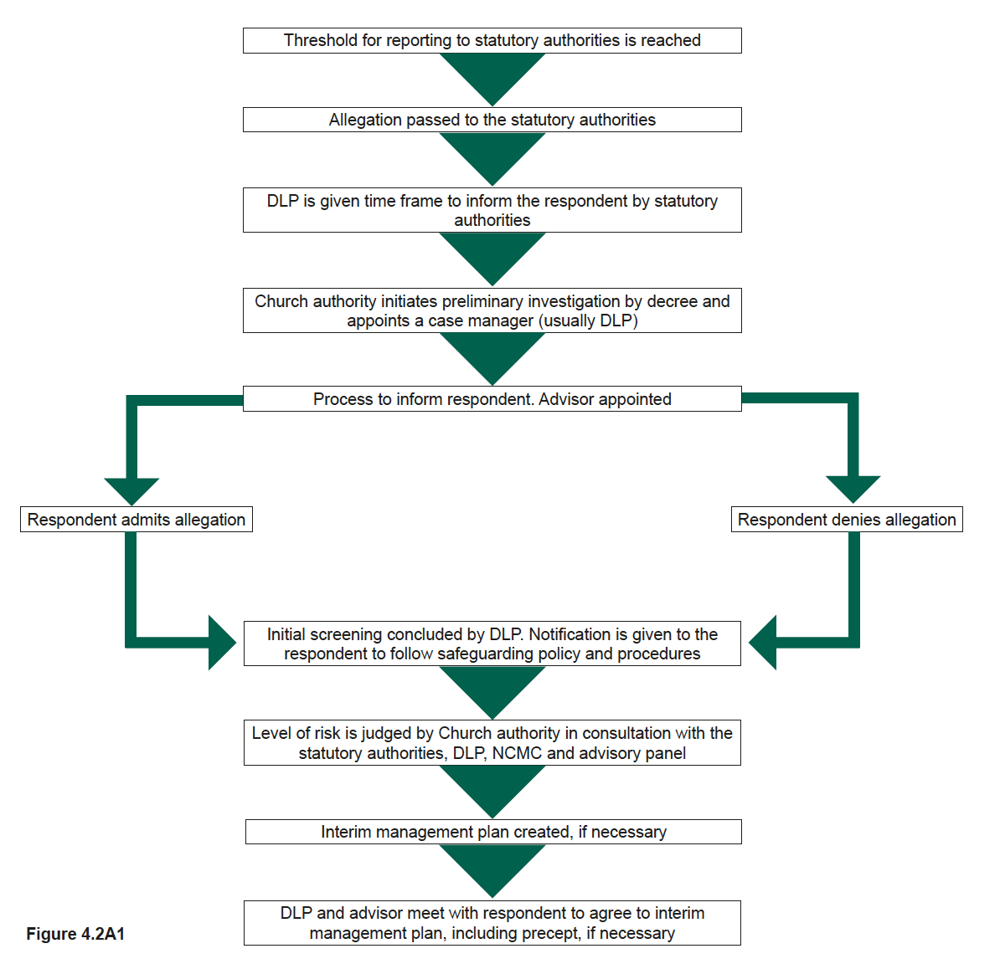 Threshold for reporting to statutory authorities is reached
Allegation passed to the statutory authorities
DLP is given time frame to inform the respondent by statutory
authorities
Church authority initiates preliminary investigation by decree and
appoints a case manager (usually DLP)
Process to inform respondent. Advisor appointed
Respondent admits allegation
Respondent denies allegation
Initial screening concluded by DLP. Notification is given to the
respondent to follow safeguarding policy and procedures
Level of risk is judged by Church authority in consultation with the
statutory authorities, DLP, NCMC and advisory panel
Interim management plan created, if necessary
DLP and advisor meet with respondent to agree to interim
management plan, including precept, if necessary
Figure 4.2A1